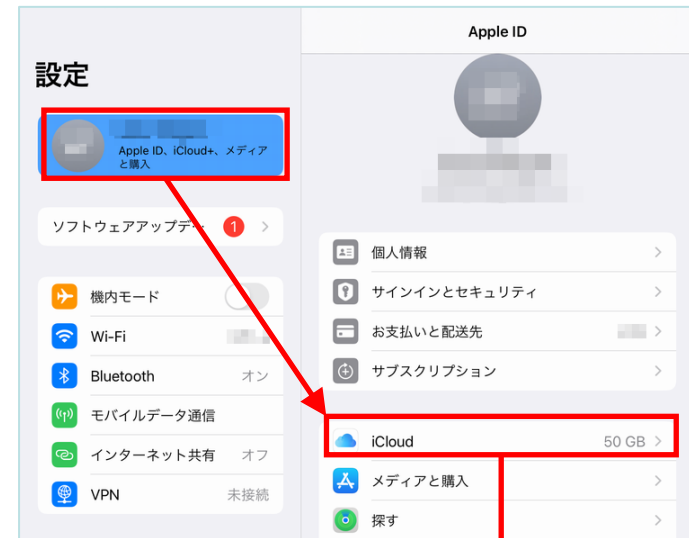 設定
Apple ID、iCloud+、メディア
と購入
ソフトウェアアップデー
1
機内モード
Wi-Fi
Bluetooth
オン
モバイルデータ通信
インターネット共有
オフ
VPN
未接続
Apple ID
個人情報
サインインとセキュリティ
お支払いと配送先
サブスクリプション
iCloud
50 GB
メディアと購入
探す